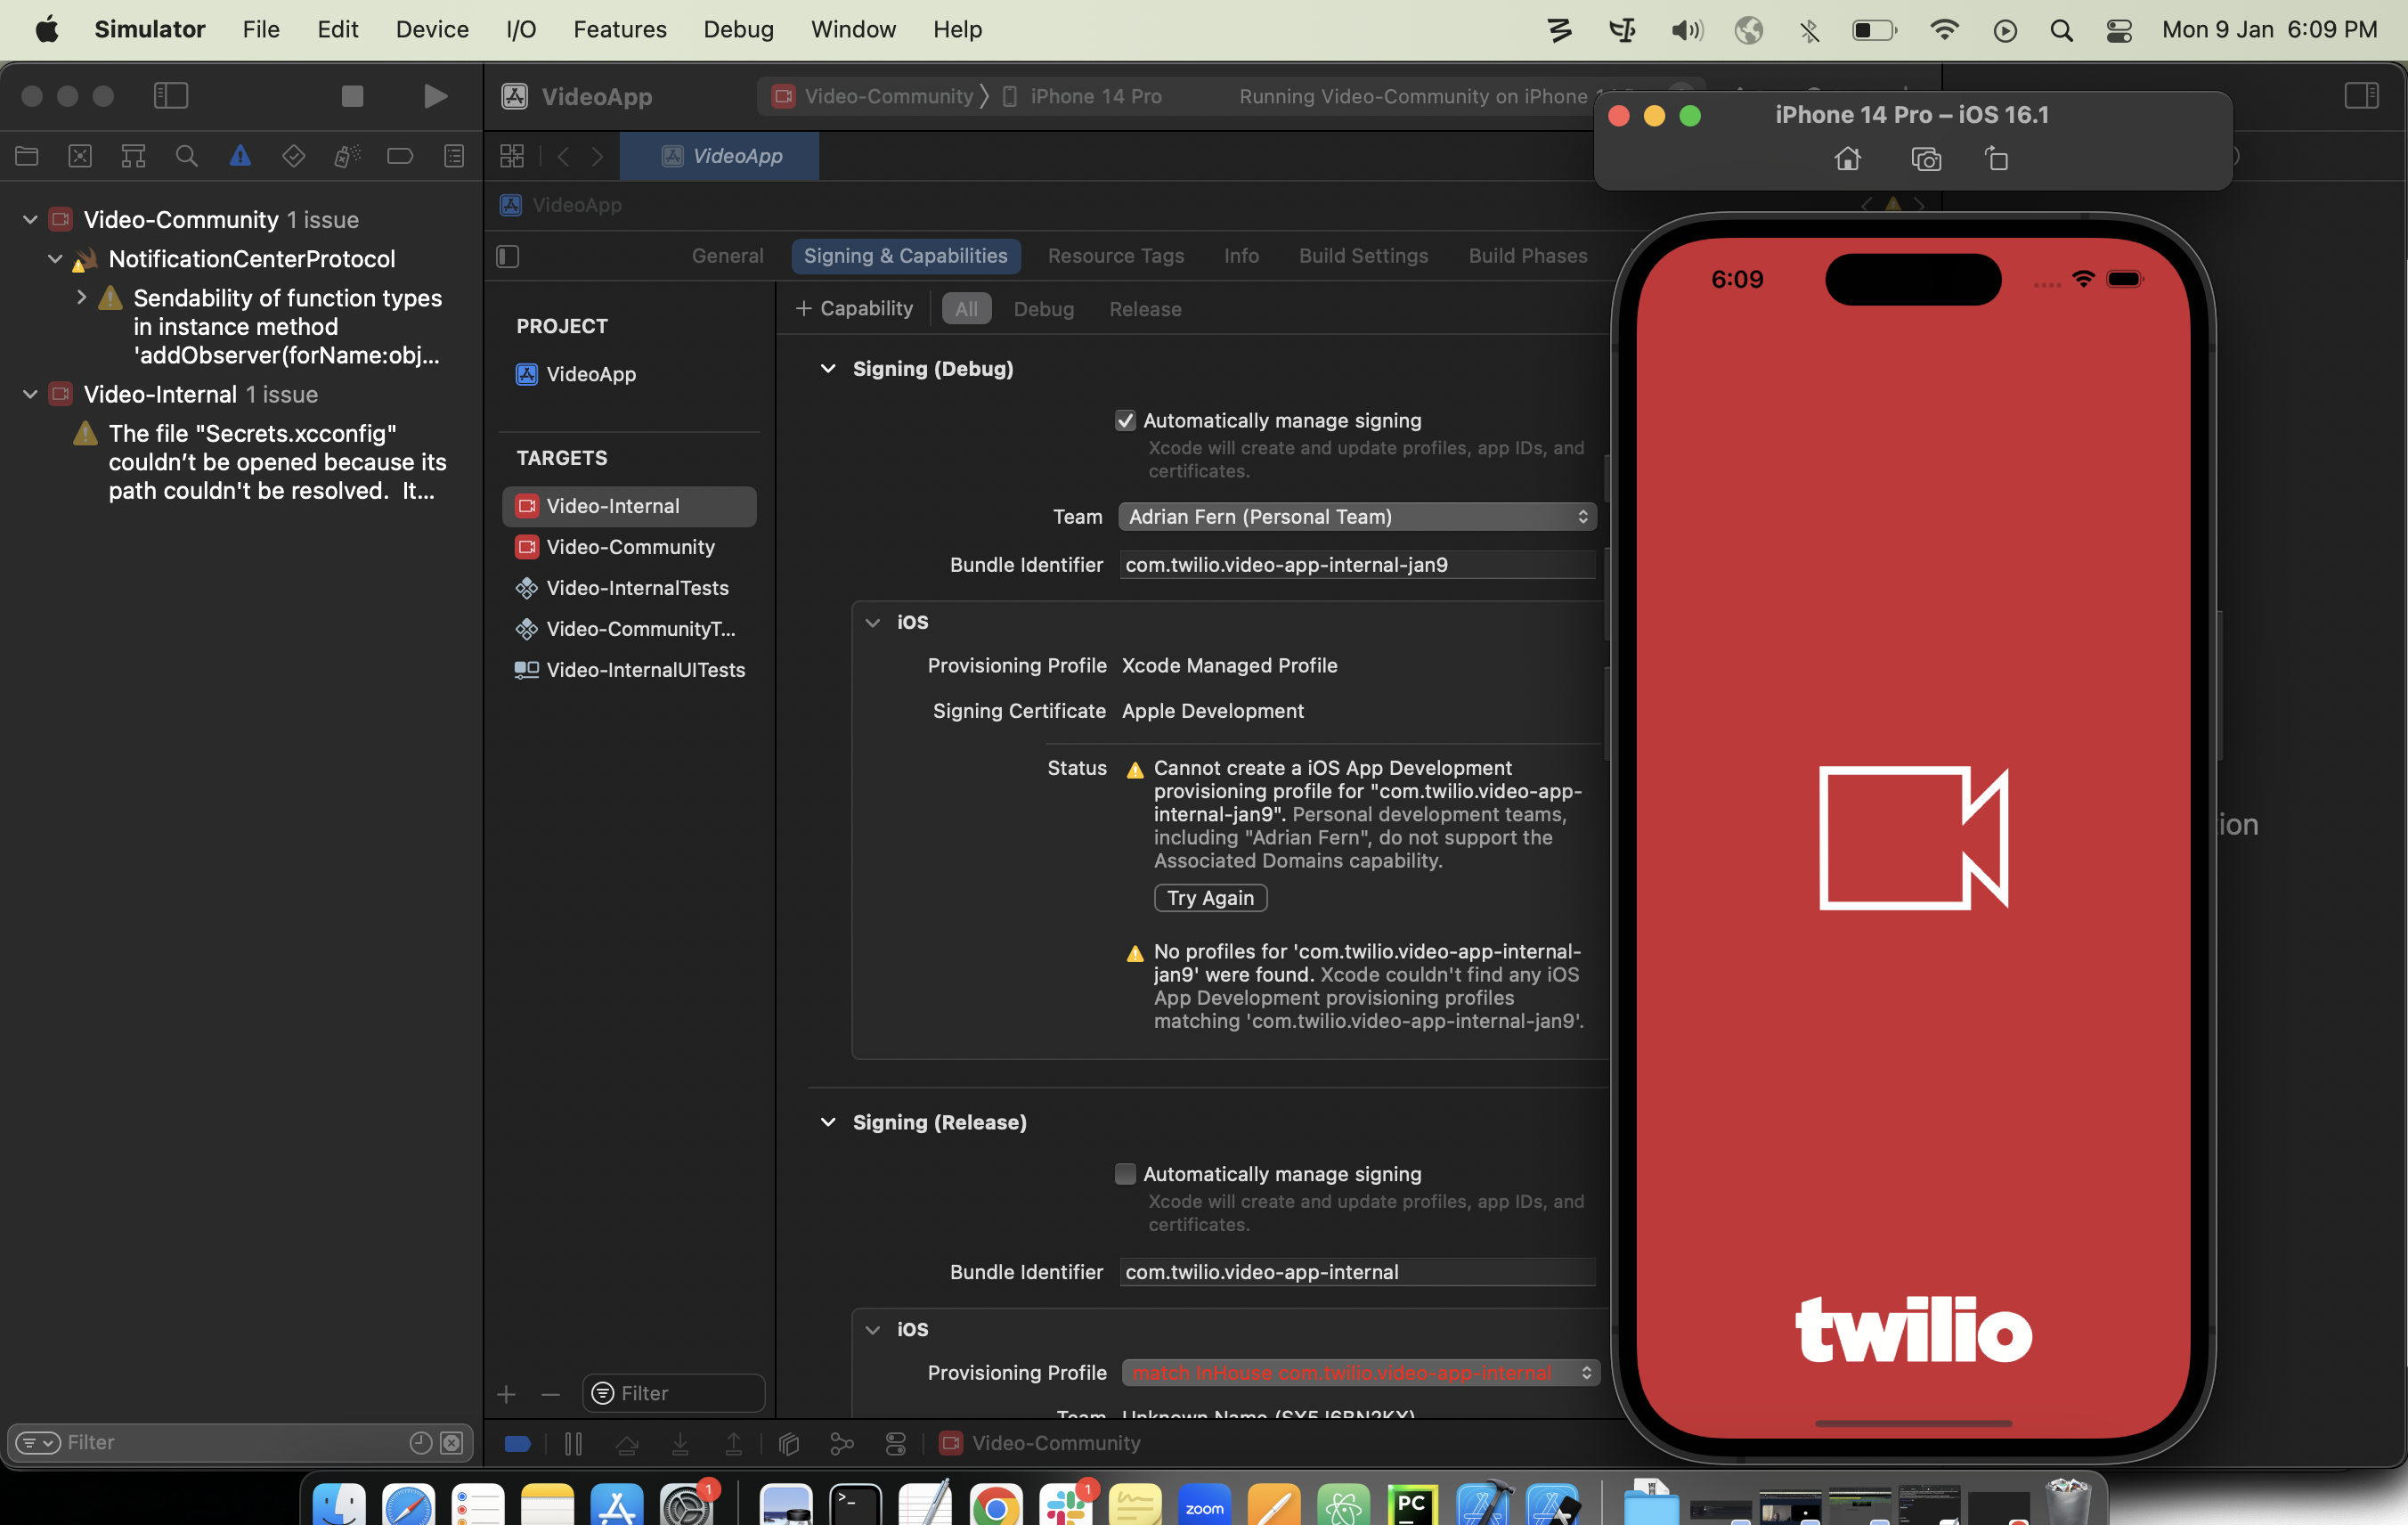 Simulator File Edit Device I/O Features Debug Window Help Mon 9 Jan 6:09 PM
VideoApp Video-Community iPhone 14 Pro Running Video-Community on iPhone
iPhone 14 Pro – iOS 16.1
VideoApp
VideoApp
General Signing & Capabilities Resource Tags Info Build Settings Build Phases
Video-Community 1 issue
NotificationCenterProtocol
Sendability of function types
in instance method
'addObserver(forName:obj...
Video-Internal 1 issue
The file "Secrets.xcconfig"
couldn’t be opened because its
path couldn't be resolved. It...
Filter
PROJECT
VideoApp
TARGETS
Video-Internal
Video-Community
Video-InternalTests
Video-CommunityT...
Video-InternalUITests
Filter
+ Capability All Debug Release
Signing (Debug)
Automatically manage signing
Xcode will create and update profiles, app IDs, and
certificates.
Team Adrian Fern (Personal Team)
Bundle Identifier com.twilio.video-app-internal-jan9
iOS
Provisioning Profile Xcode Managed Profile
Signing Certificate Apple Development
Status Cannot create a iOS App Development
provisioning profile for "com.twilio.video-app-
internal-jan9". Personal development teams,
including "Adrian Fern", do not support the
Associated Domains capability.
Try Again
No profiles for 'com.twilio.video-app-internal-
jan9' were found. Xcode couldn't find any iOS
App Development provisioning profiles
matching 'com.twilio.video-app-internal-jan9'.
Signing (Release)
Automatically manage signing
Xcode will create and update profiles, app IDs, and
certificates.
Bundle Identifier com.twilio.video-app-internal
iOS
Provisioning Profile match InHouse com.twilio.video-app-internal
Team Unknown Name
Video-Community
6:09
twilio
ion
1
1
zoom
PC